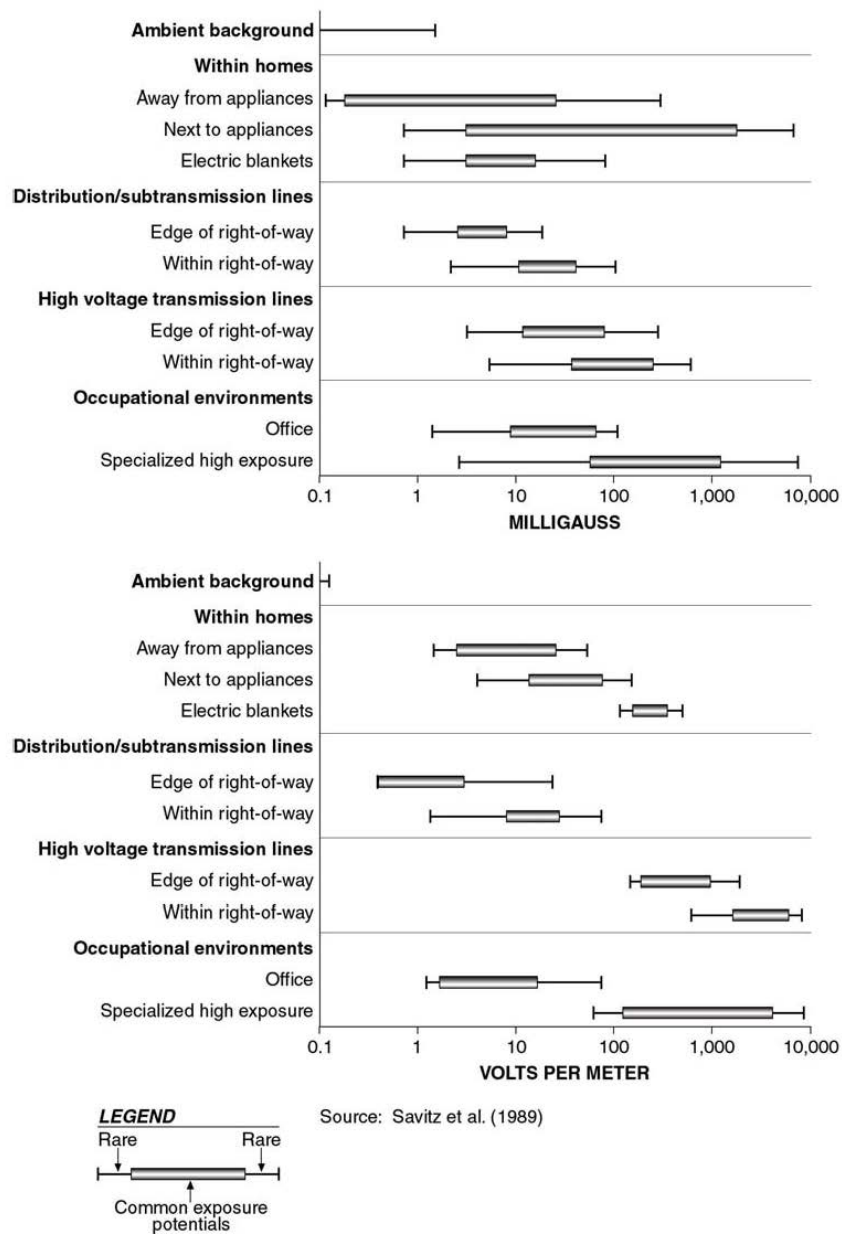 Ambient background
Within homes
Away from appliances
Next to appliances
Electric blankets
Distribution/subtransmission lines
Edge of right-of-way
Within right-of-way
High voltage transmission lines
Edge of right-of-way
Within right-of-way
Occupational environments
Office
Specialized high exposure
0.1 1 10 100 1,000 10,000
MILLIGAUSS
Ambient background
Within homes
Away from appliances
Next to appliances
Electric blankets
Distribution/subtransmission lines
Edge of right-of-way
Within right-of-way
High voltage transmission lines
Edge of right-of-way
Within right-of-way
Occupational environments
Office
Specialized high exposure
0.1 1 10 100 1,000 10,000
VOLTS PER METER
LEGEND
Rare Rare
Common exposure
potentials
Source: Savitz et al. (1989)